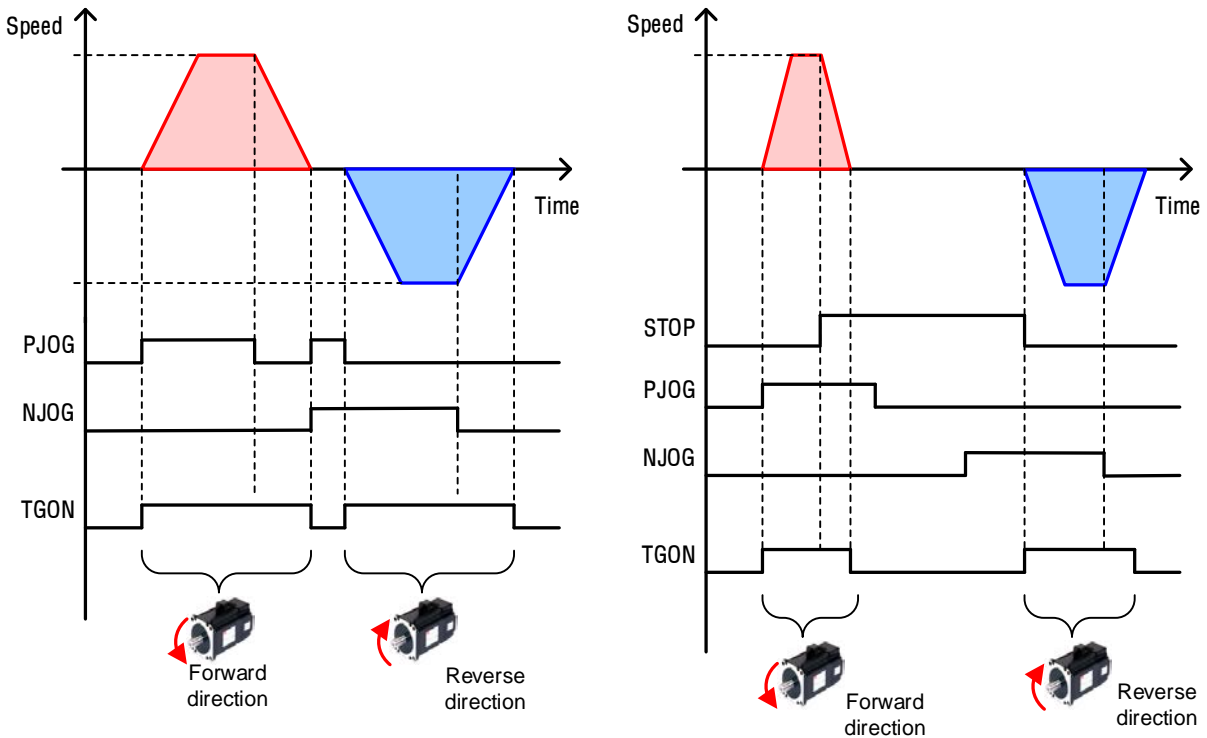 Speed
Time
PJOG
NJOG
TGON
Forward
direction
Reverse
direction
Speed
Time
STOP
PJOG
NJOG
TGON
Forward
direction
Reverse
direction